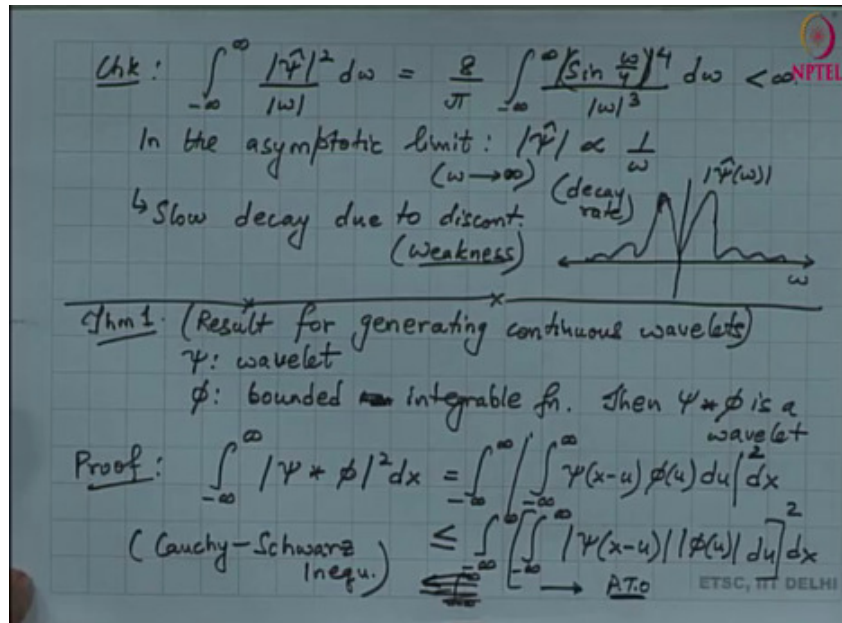 Chk: ∫_{-∞}^{∞} |ψ̂|²/|ω| dω = 8/π ∫_{-∞}^{∞} (Sin ω/4)⁴/|ω|³ dω < ∞
NPTEL
In the asymptotic limit: |ψ̂| ∝ 1/ω
(ω → ∞) (decay rate) |ψ̂(ω)|
↳ Slow decay due to discont.
(weakness)
ω
Thm 1. (Result for generating continuous wavelets)
ψ: wavelet
ϕ: bounded integrable fn. Then ψ * ϕ is a wavelet
Proof: ∫_{-∞}^{∞} |ψ * ϕ|² dx = ∫_{-∞}^{∞} |∫_{-∞}^{∞} ψ(x-u) ϕ(u) du|² dx
(Cauchy-Schwarz Inequ.) ≤ ∫_{-∞}^{∞} [∫_{-∞}^{∞} |ψ(x-u)| |ϕ(u)| du]² dx
→ P.T.O
ETSC, IIT DELHI